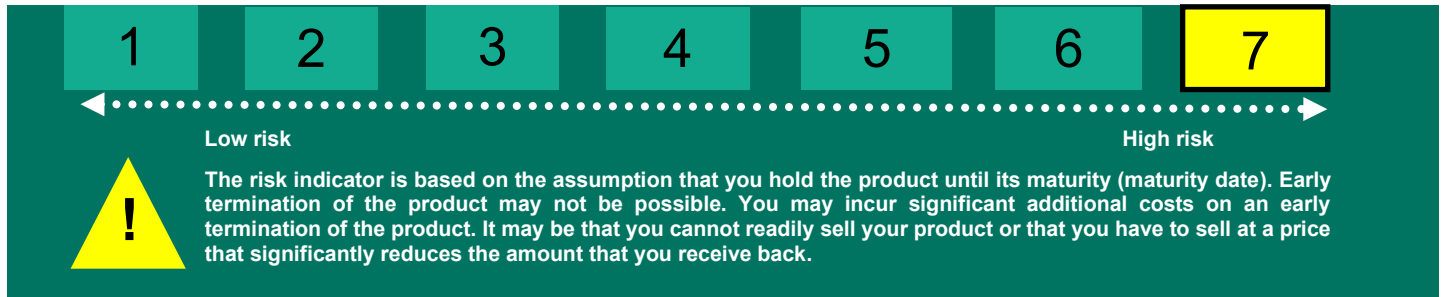 1 2 3 4 5 6 7
Low risk High risk
The risk indicator is based on the assumption that you hold the product until its maturity (maturity date). Early
termination of the product may not be possible. You may incur significant additional costs on an early
termination of the product. It may be that you cannot readily sell your product or that you have to sell at a price
that significantly reduces the amount that you receive back.
!